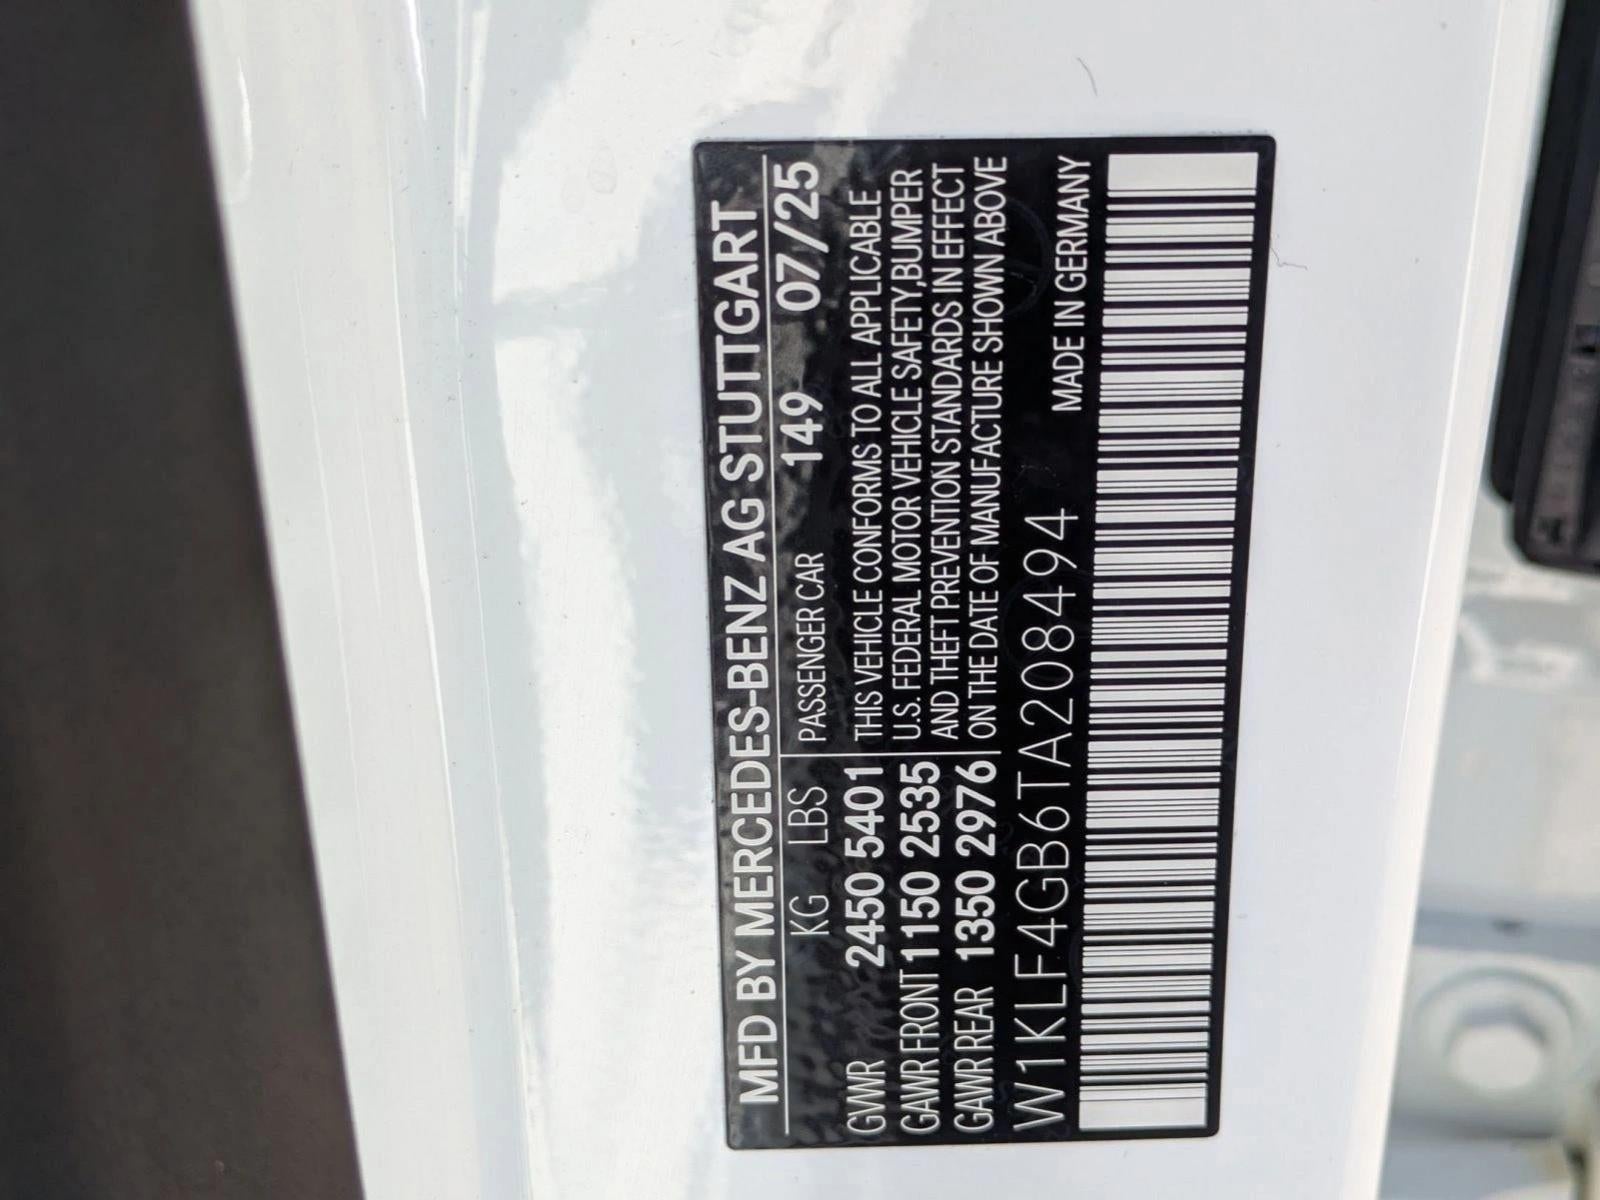 MFD BY MERCEDES-BENZ AG STUTTGART
KG LBS PASSENGER CAR 149 07/25
GVWR 2450 5401 THIS VEHICLE CONFORMS TO ALL APPLICABLE
GAWR FRONT 1150 2535 U.S. FEDERAL MOTOR VEHICLE SAFETY,BUMPER
GAWR REAR 1350 2976 AND THEFT PREVENTION STANDARDS IN EFFECT
ON THE DATE OF MANUFACTURE SHOWN ABOVE
W1KLF4GB6TA208494 MADE IN GERMANY